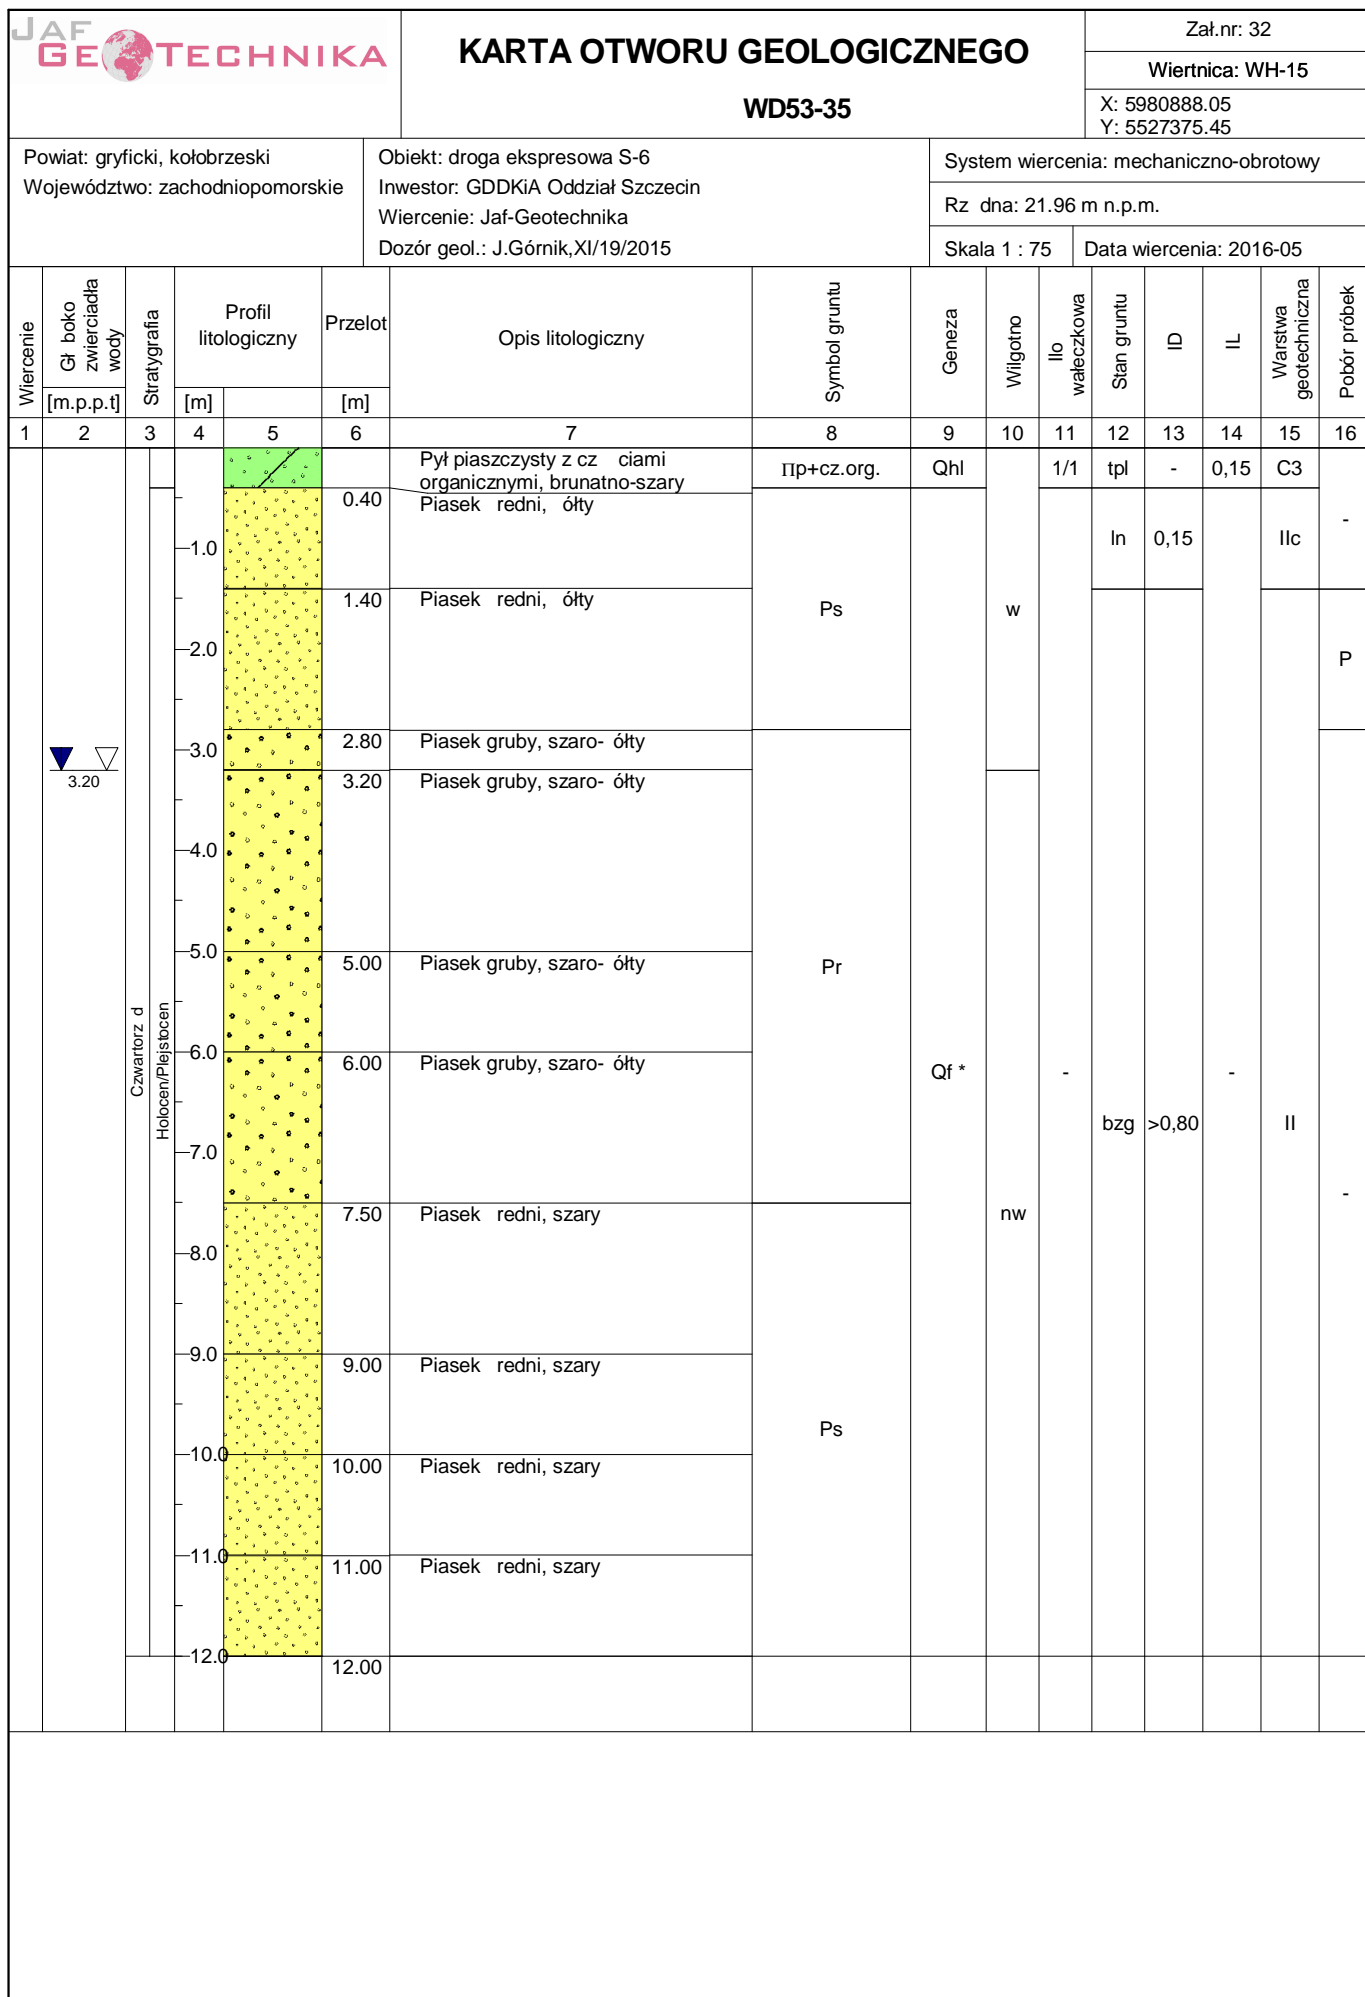 JAF
GEOTECHNIKA
KARTA OTWORU GEOLOGICZNEGO
WD53-35
Zał.nr: 32
Wiertnica: WH-15
X: 5980888.05
Y: 5527375.45
Powiat: gryficki, kołobrzeski
Województwo: zachodniopomorskie
Obiekt: droga ekspresowa S-6
Inwestor: GDDKiA Oddział Szczecin
Wiercenie: Jaf-Geotechnika
Dozór geol.: J.Górnik,XI/19/2015
System wiercenia: mechaniczno-obrotowy
Rz dna: 21.96 m n.p.m.
Skala 1 : 75
Data wiercenia: 2016-05
Wiercenie
Gł boko
zwierciadła
wody
[m.p.p.t]
Stratygrafia
Profil
litologiczny
[m]
Przelot
[m]
Opis litologiczny
Symbol gruntu
Geneza
Wilgotno
Ilo
wałeczkowa
Stan gruntu
ID
IL
Warstwa
geotechniczna
Pobór próbek
1 2 3 4 5 6 7 8 9 10 11 12 13 14 15 16
Pył piaszczysty z cz ciami
organicznymi, brunatno-szary
Πp+cz.org. Qhl 1/1 tpl - 0,15 C3
0.40 Piasek redni, ółty
-
1.0
ln 0,15 IIc
1.40 Piasek redni, ółty
Ps w
2.0
P
2.80 Piasek gruby, szaro- ółty
3.0
3.20
3.20 Piasek gruby, szaro- ółty
4.0
5.0
5.00 Piasek gruby, szaro- ółty
Pr
Czwartorz d
Holocen/Plejstocen
6.0
6.00 Piasek gruby, szaro- ółty
Qf * - -
bzg >0,80 II
7.0
-
7.50 Piasek redni, szary
nw
8.0
9.0
9.00 Piasek redni, szary
Ps
10.0
10.00 Piasek redni, szary
11.0
11.00 Piasek redni, szary
12.0
12.00